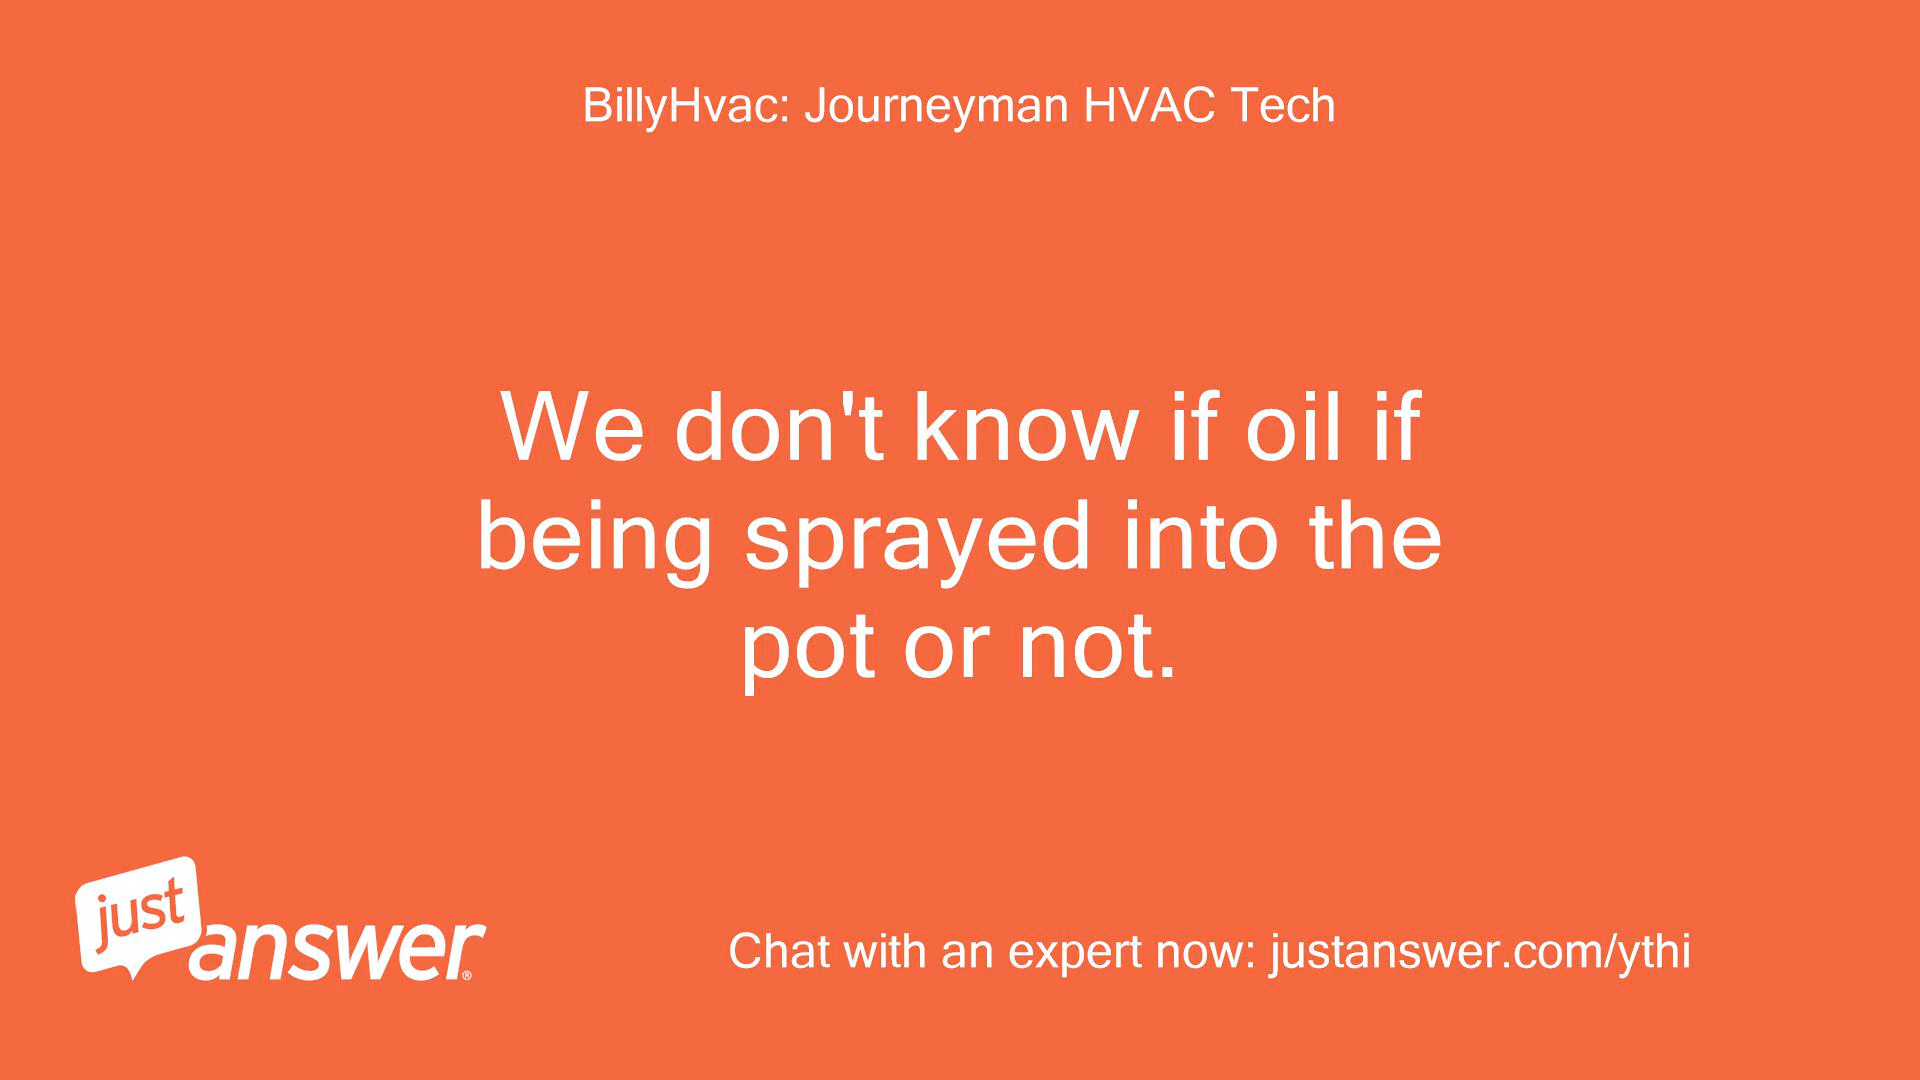 BillyHvac: Journeyman HVAC Tech
We don't know if oil if
being sprayed into the
pot or not.
just
answer®
Chat with an expert now: justanswer.com/ythi